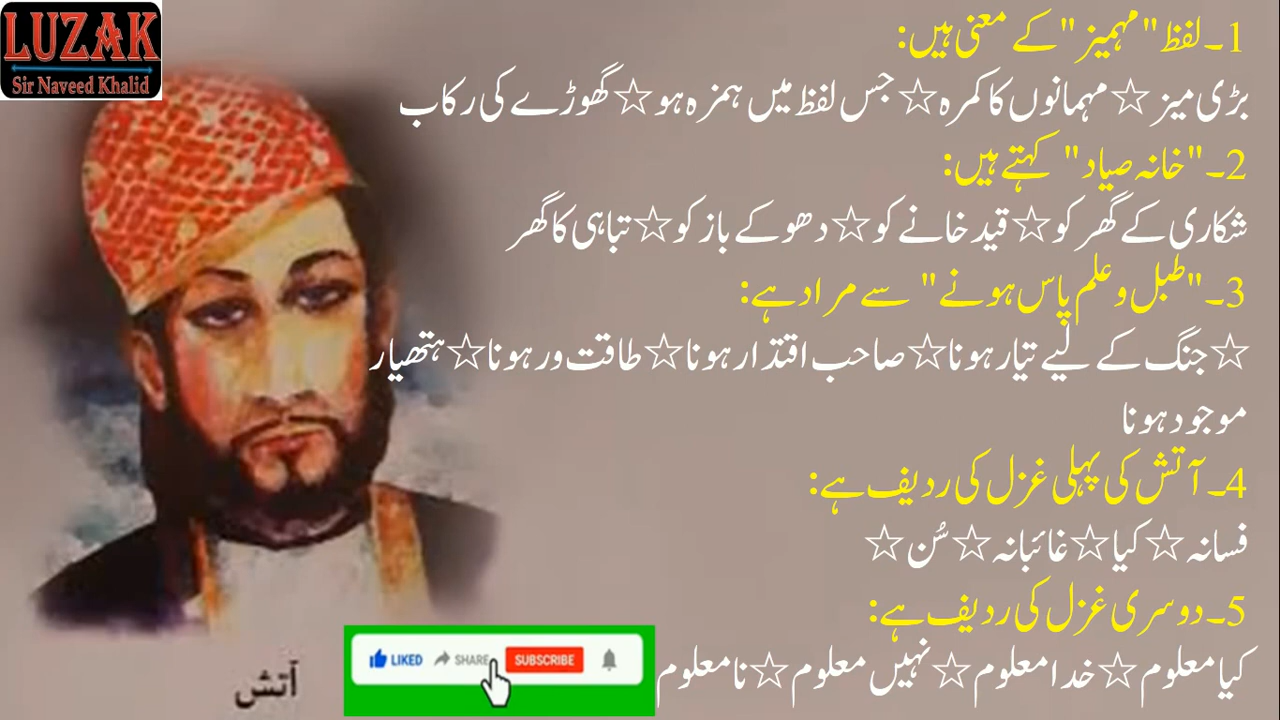 LUZAK
Sir Naveed Khalid
1۔لفظ"مہمیز"کے معنی ہیں:
بڑی میز☆مہمانوں کا کمرہ☆جس لفظ میں ہمزہ ہو☆گھوڑے کی رکاب
2۔"خانہ صیاد" کہتے ہیں:
شکاری کے گھر کو☆قید خانے کو☆دھوکے باز کو☆تباہی کا گھر
3۔"طبل و علم پاس ہونے" سے مراد ہے:
☆جنگ کے لیے تیار ہونا☆صاحب اقتدار ہونا☆طاقت ور ہونا☆ہتھیار
موجود ہونا
4۔آتش کی پہلی غزل کی ردیف ہے:
فسانہ☆کیا☆غائبانہ☆سُن☆
5۔دوسری غزل کی ردیف ہے:
کیا معلوم☆خدا معلوم☆نہیں معلوم☆نا معلوم
LIKED SHARE SUBSCRIBE
آتش